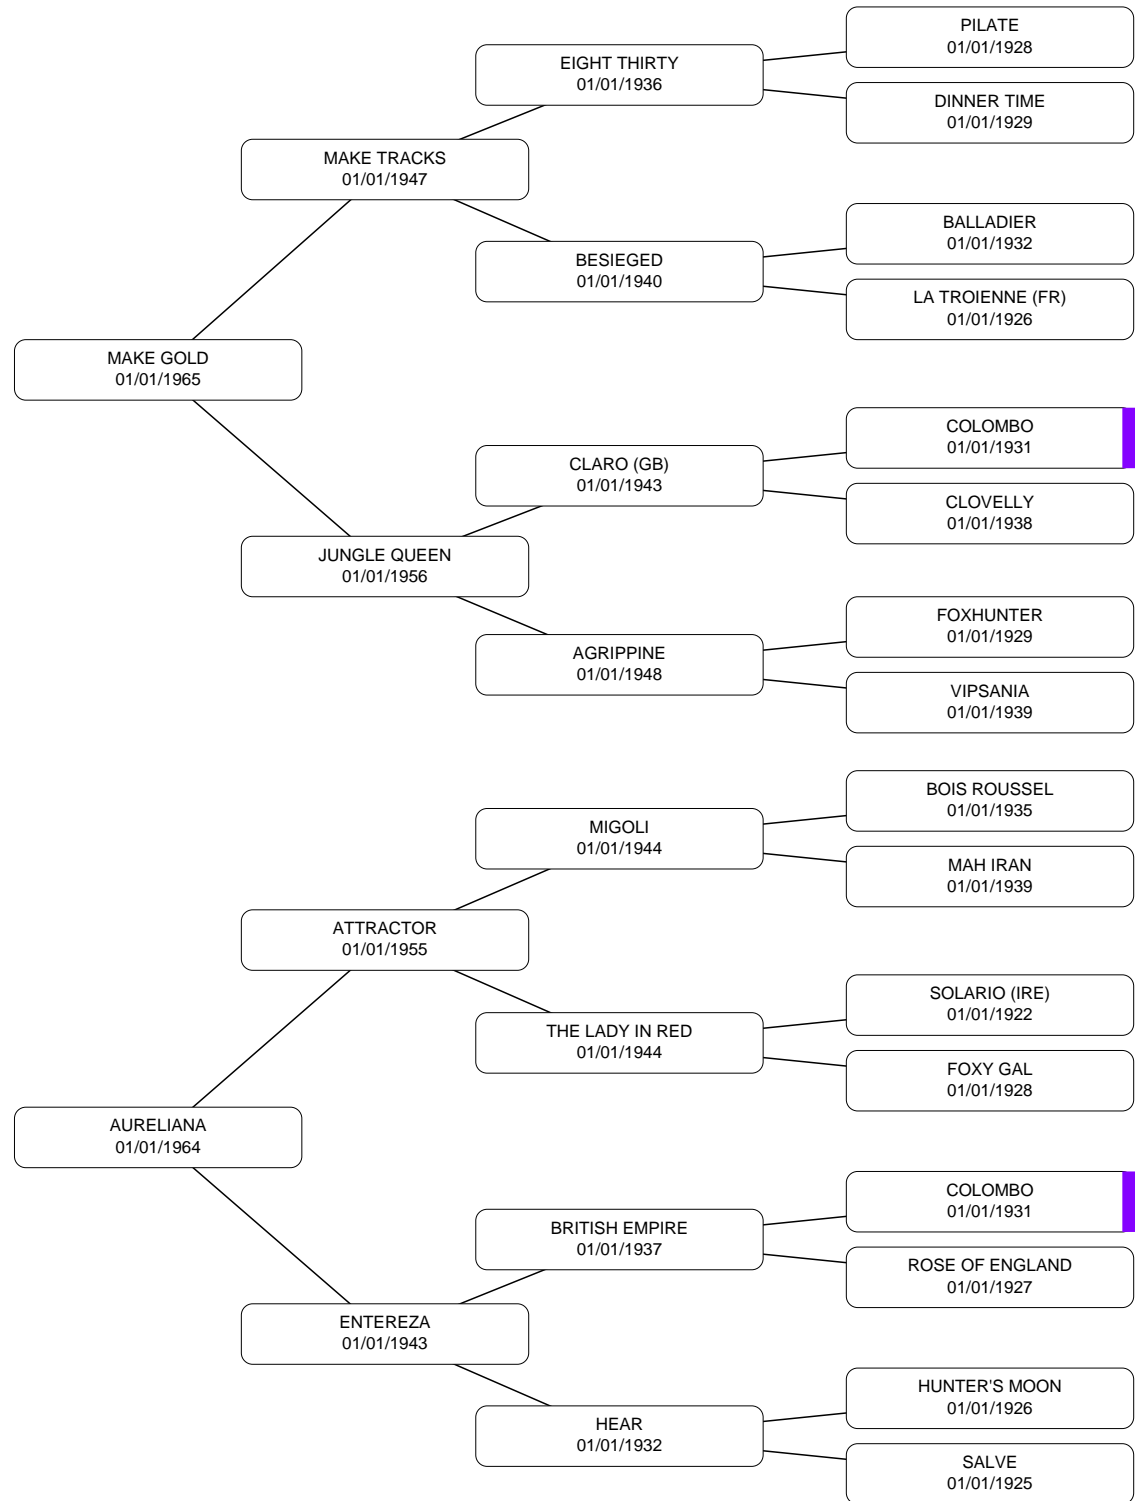 PILATE
01/01/1928
EIGHT THIRTY
01/01/1936
DINNER TIME
01/01/1929
MAKE TRACKS
01/01/1947
BALLADIER
01/01/1932
BESIEGED
01/01/1940
LA TROIENNE (FR)
01/01/1926
MAKE GOLD
01/01/1965
COLOMBO
01/01/1931
CLARO (GB)
01/01/1943
CLOVELLY
01/01/1938
JUNGLE QUEEN
01/01/1956
FOXHUNTER
01/01/1929
AGRIPPINE
01/01/1948
VIPSANIA
01/01/1939
BOIS ROUSSEL
01/01/1935
MIGOLI
01/01/1944
MAH IRAN
01/01/1939
ATTRACTOR
01/01/1955
SOLARIO (IRE)
01/01/1922
THE LADY IN RED
01/01/1944
FOXY GAL
01/01/1928
AURELIANA
01/01/1964
COLOMBO
01/01/1931
BRITISH EMPIRE
01/01/1937
ROSE OF ENGLAND
01/01/1927
ENTEREZA
01/01/1943
HUNTER'S MOON
01/01/1926
HEAR
01/01/1932
SALVE
01/01/1925